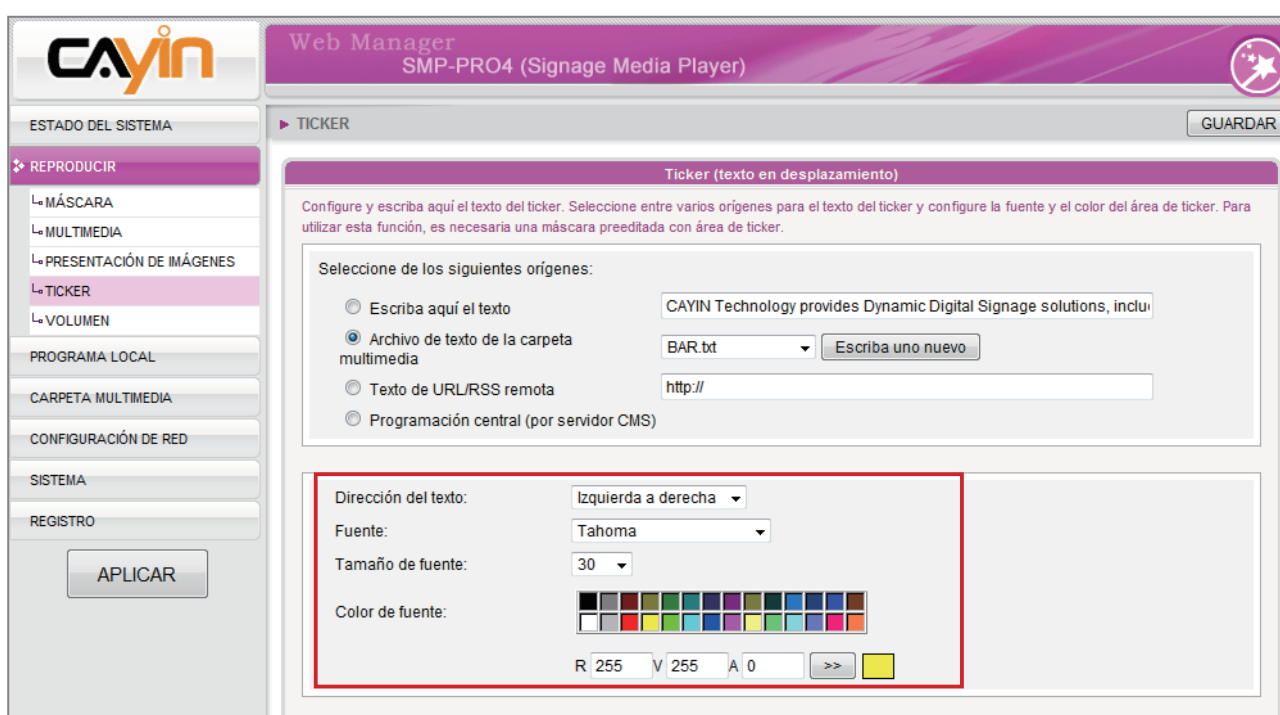 CAYIN
Web Manager
SMP-PRO4 (Signage Media Player)
ESTADO DEL SISTEMA
REPRODUCIR
MÁSCARA
MULTIMEDIA
PRESENTACIÓN DE IMÁGENES
TICKER
VOLUMEN
PROGRAMA LOCAL
CARPETA MULTIMEDIA
CONFIGURACIÓN DE RED
SISTEMA
REGISTRO
APLICAR
TICKER
GUARDAR
Ticker (texto en desplazamiento)
Configure y escriba aquí el texto del ticker. Seleccione entre varios orígenes para el texto del ticker y configure la fuente y el color del área de ticker. Para
utilizar esta función, es necesaria una máscara preeditada con área de ticker.
Seleccione de los siguientes orígenes:
Escriba aquí el texto
CAYIN Technology provides Dynamic Digital Signage solutions, inclu
Archivo de texto de la carpeta
multimedia
BAR.txt
Escriba uno nuevo
Texto de URL/RSS remota
http://
Programación central (por servidor CMS)
Dirección del texto:
Izquierda a derecha
Fuente:
Tahoma
Tamaño de fuente:
30
Color de fuente:
R 255 V 255 A 0 >>